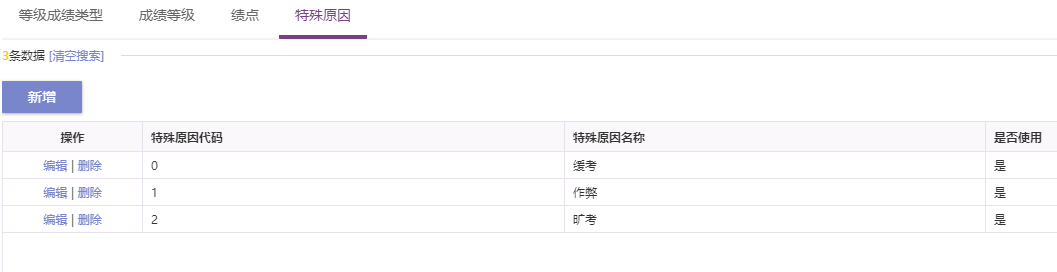 等级成绩类型 成绩等级 绩点 特殊原因
3条数据 [清空搜索]
新增
操作 特殊原因代码 特殊原因名称 是否使用
编辑 | 删除 0 缓考 是
编辑 | 删除 1 作弊 是
编辑 | 删除 2 旷考 是